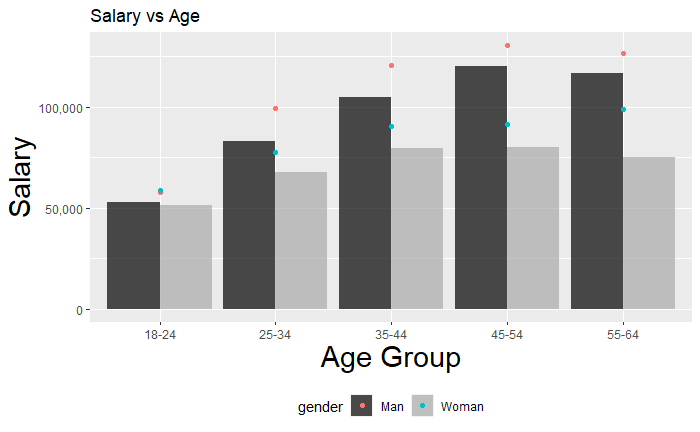 Salary vs Age
Salary
100,000
50,000
0
18-24 25-34 35-44 45-54 55-64
Age Group
gender Man Woman